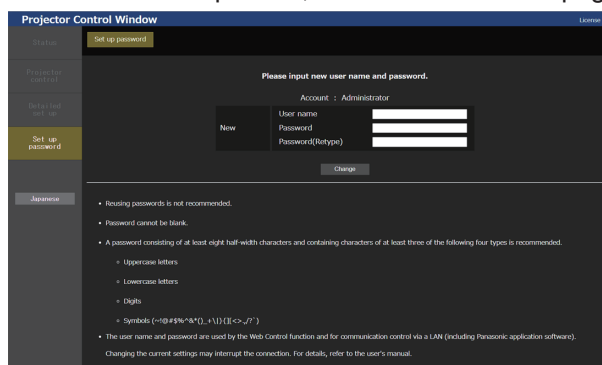 Projector Control Window
License
Status
Set up password
Projector
control
Detailed
set up
Set up
password
Japanese
Please input new user name and password.
Account : Administrator
New
User name
Password
Password(Retype)
Change
• Reusing passwords is not recommended.
• Password cannot be blank.
• A password consisting of at least eight half-width characters and containing characters of at least three of the following four types is recommended.
◦ Uppercase letters
◦ Lowercase letters
◦ Digits
◦ Symbols (~!@#$%^&*()_+\[}{][<>.,/?`)
• The user name and password are used by the Web Control function and for communication control via a LAN (including Panasonic application software).
Changing the current settings may interrupt the connection. For details, refer to the user's manual.